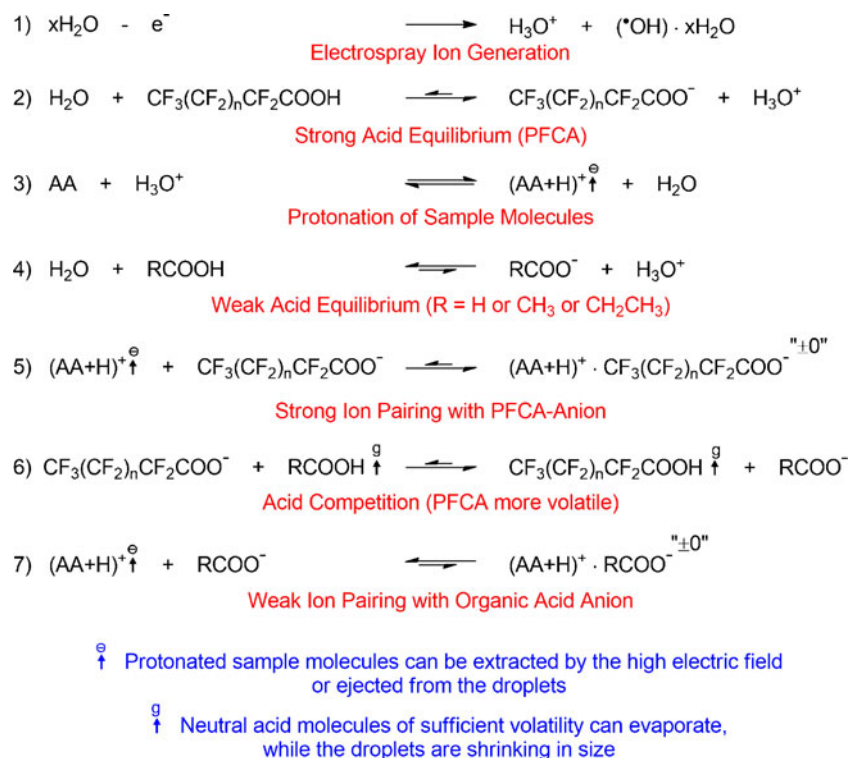 1) xH₂O - e⁻ ⟶ H₃O⁺ + (•OH) · xH₂O
Electrospray Ion Generation
2) H₂O + CF₃(CF₂)ₙCF₂COOH ⇌ CF₃(CF₂)ₙCF₂COO⁻ + H₃O⁺
Strong Acid Equilibrium (PFCA)
3) AA + H₃O⁺ ⇌ (AA+H)⁺ ↑⊖ + H₂O
Protonation of Sample Molecules
4) H₂O + RCOOH ⇌ RCOO⁻ + H₃O⁺
Weak Acid Equilibrium (R = H or CH₃ or CH₂CH₃)
5) (AA+H)⁺ ↑⊖ + CF₃(CF₂)ₙCF₂COO⁻ ⇌ (AA+H)⁺ · CF₃(CF₂)ₙCF₂COO⁻ "±0"
Strong Ion Pairing with PFCA-Anion
6) CF₃(CF₂)ₙCF₂COO⁻ + RCOOH ↑g ⇌ CF₃(CF₂)ₙCF₂COOH ↑g + RCOO⁻
Acid Competition (PFCA more volatile)
7) (AA+H)⁺ ↑⊖ + RCOO⁻ ⇌ (AA+H)⁺ · RCOO⁻ "±0"
Weak Ion Pairing with Organic Acid Anion
↑⊖ Protonated sample molecules can be extracted by the high electric field
or ejected from the droplets
↑g Neutral acid molecules of sufficient volatility can evaporate,
while the droplets are shrinking in size